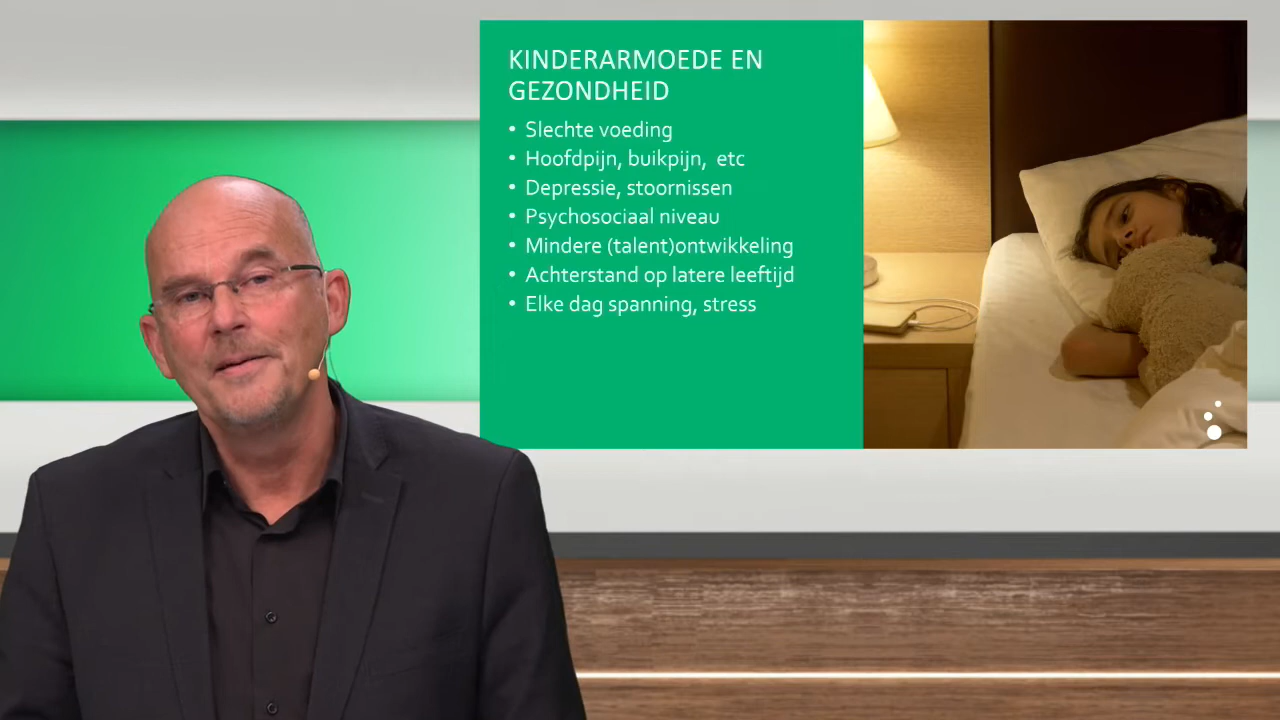 KINDERARMOEDE EN
GEZONDHEID
• Slechte voeding
• Hoofdpijn, buikpijn,  etc
• Depressie, stoornissen
• Psychosociaal niveau
• Mindere (talent)ontwikkeling
• Achterstand op latere leeftijd
• Elke dag spanning, stress